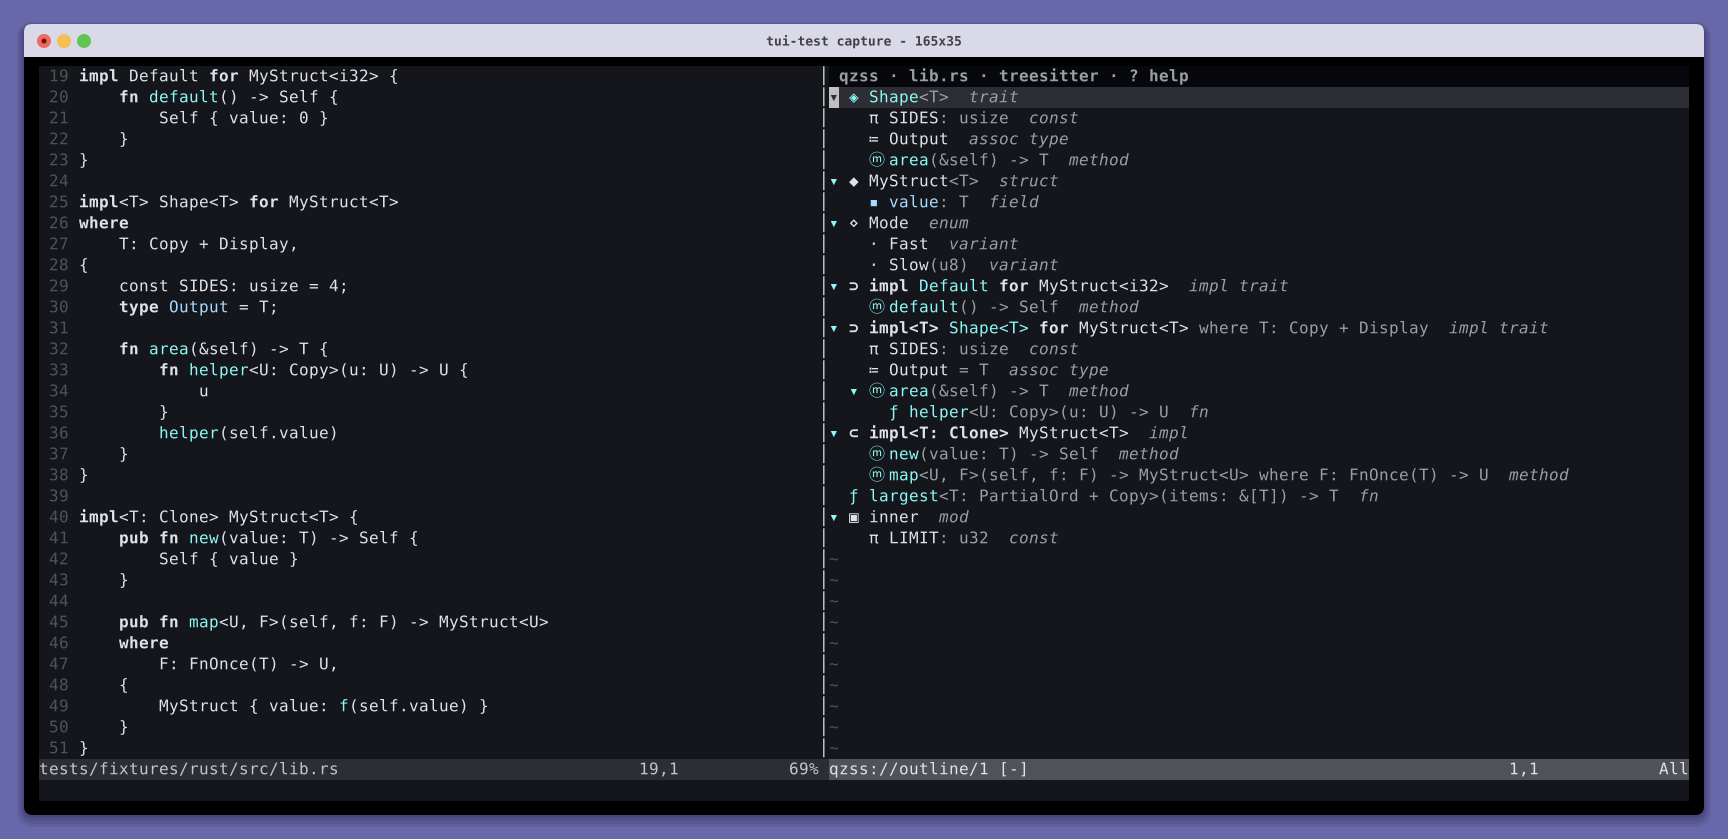 tui-test capture - 165x35
19 impl Default for MyStruct<i32> {
20     fn default() -> Self {
21         Self { value: 0 }
22     }
23 }
24
25 impl<T> Shape<T> for MyStruct<T>
26 where
27     T: Copy + Display,
28 {
29     const SIDES: usize = 4;
30     type Output = T;
31
32     fn area(&self) -> T {
33         fn helper<U: Copy>(u: U) -> U {
34             u
35         }
36         helper(self.value)
37     }
38 }
39
40 impl<T: Clone> MyStruct<T> {
41     pub fn new(value: T) -> Self {
42         Self { value }
43     }
44
45     pub fn map<U, F>(self, f: F) -> MyStruct<U>
46     where
47         F: FnOnce(T) -> U,
48     {
49         MyStruct { value: f(self.value) }
50     }
51 }
tests/fixtures/rust/src/lib.rs 19,1 69%
qzss · lib.rs · treesitter · ? help
▾ ◈ Shape<T>  trait
    π SIDES: usize  const
    ≔ Output  assoc type
    ⓜ area(&self) -> T  method
▾ ◆ MyStruct<T>  struct
    ▪ value: T  field
▾ ⋄ Mode  enum
    · Fast  variant
    · Slow(u8)  variant
▾ ⊃ impl Default for MyStruct<i32>  impl trait
    ⓜ default() -> Self  method
▾ ⊃ impl<T> Shape<T> for MyStruct<T> where T: Copy + Display  impl trait
    π SIDES: usize  const
    ≔ Output = T  assoc type
  ▾ ⓜ area(&self) -> T  method
      ƒ helper<U: Copy>(u: U) -> U  fn
▾ ⊂ impl<T: Clone> MyStruct<T>  impl
    ⓜ new(value: T) -> Self  method
    ⓜ map<U, F>(self, f: F) -> MyStruct<U> where F: FnOnce(T) -> U  method
  ƒ largest<T: PartialOrd + Copy>(items: &[T]) -> T  fn
▾ ▣ inner  mod
    π LIMIT: u32  const
~
~
~
~
~
~
~
~
~
~
qzss://outline/1 [-] 1,1 All